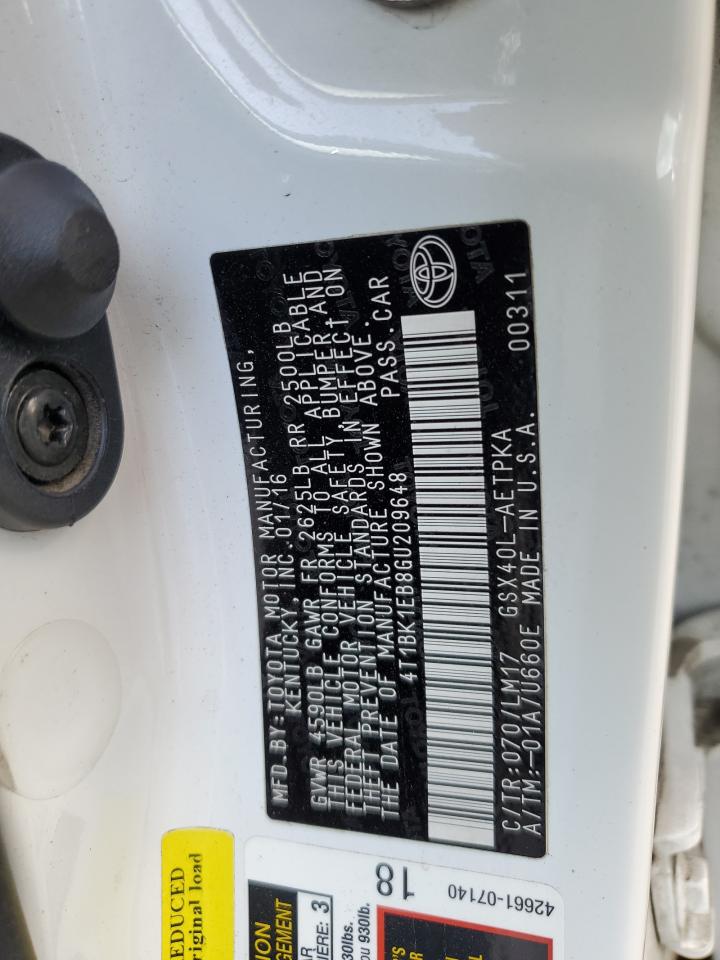 MFD. BY: TOYOTA MOTOR MANUFACTURING,
KENTUCKY, INC. 01/16
GVWR 4590LB GAWR FR 2625LB RR 2500LB
THIS VEHICLE CONFORMS TO ALL APPLICABLE
FEDERAL MOTOR VEHICLE SAFETY, BUMPER, AND
THEFT PREVENTION STANDARDS IN EFFECT ON
THE DATE OF MANUFACTURE SHOWN ABOVE.
4T1BK1EB8GU209648 PASS. CAR
C/TR: 070/LM17 GSX40L-AETPKA
A/TM: -01A/U660E MADE IN U.S.A. 00311
EDUCED
riginal load
18
42661-07140